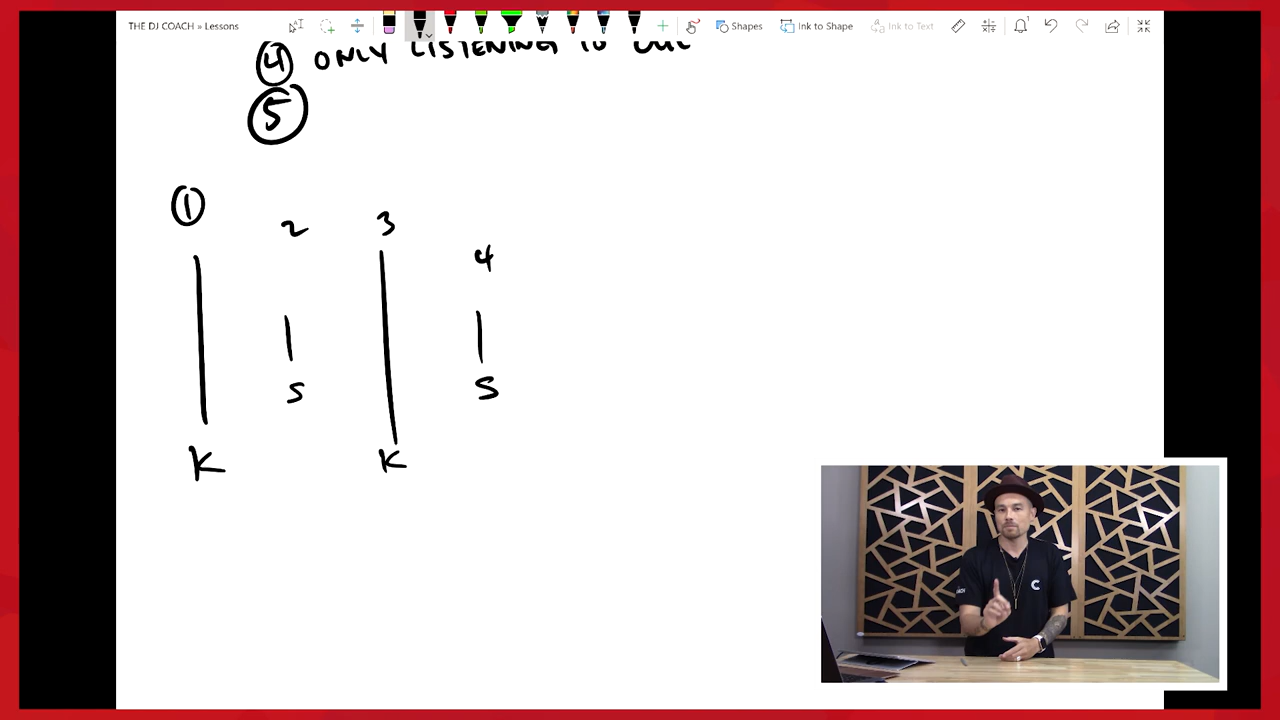 THE DJ COACH » Lessons
Shapes
Ink to Shape
Ink to Text
4 ONLY LISTENING TO CUE
5
1 2 3 4
S S
K K
C